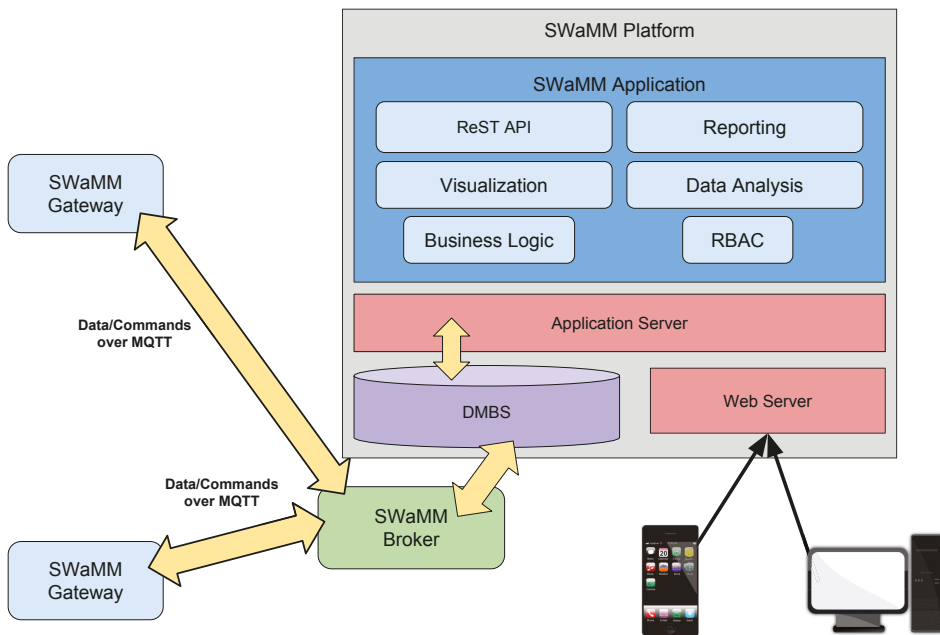 SWaMM Platform
SWaMM Application
ReST API
Reporting
Visualization
Data Analysis
Business Logic
RBAC
Application Server
DMBS
Web Server
SWaMM
Gateway
Data/Commands
over MQTT
Data/Commands
over MQTT
SWaMM
Broker
SWaMM
Gateway
20